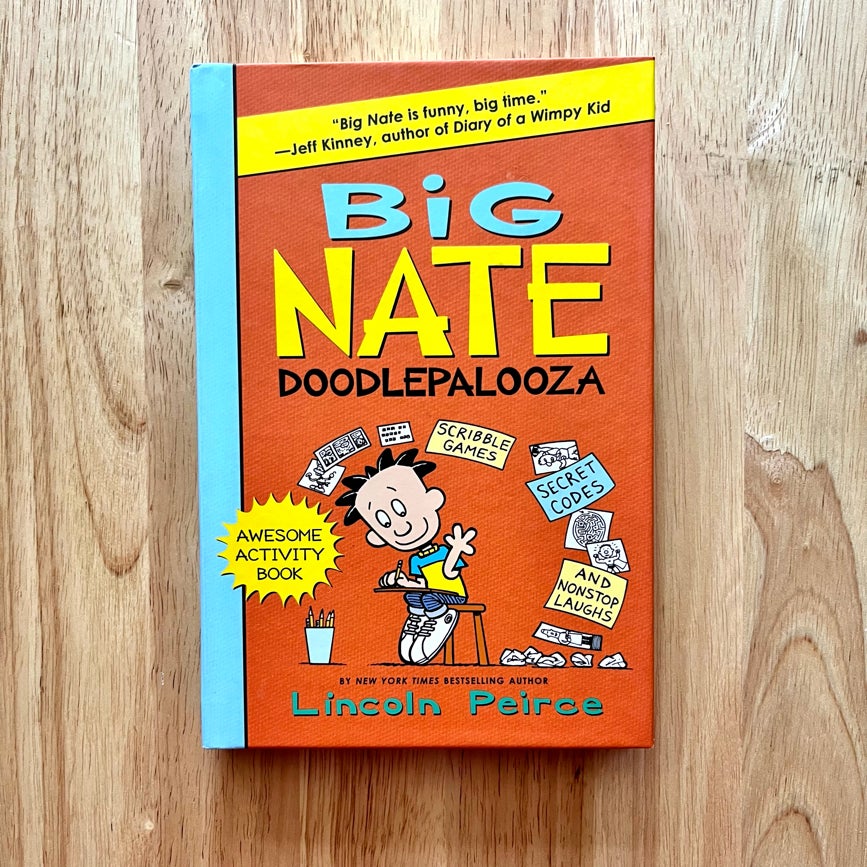 “Big Nate is funny, big time.”
—Jeff Kinney, author of Diary of a Wimpy Kid
BiG
NATE
DOODLEPALOOZA
SCRIBBLE
GAMES
SECRET
CODES
AWESOME
ACTIVITY
BOOK
AND
NONSTOP
LAUGHS
BY NEW YORK TIMES BESTSELLING AUTHOR
Lincoln Peirce